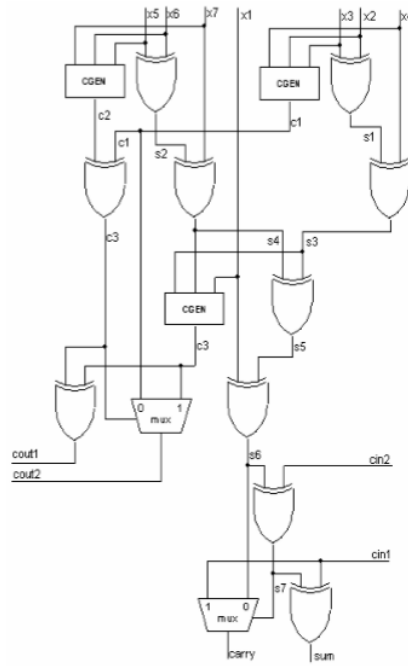 x5 x6 x7 x1 x3 x2
CGEN CGEN
c2 c1 s2 c1 s1
c3 s4 s3
CGEN
c3 s5
0 1
mux
cout1
cout2
s6 cin2
cin1
s7
1 0
mux
carry sum